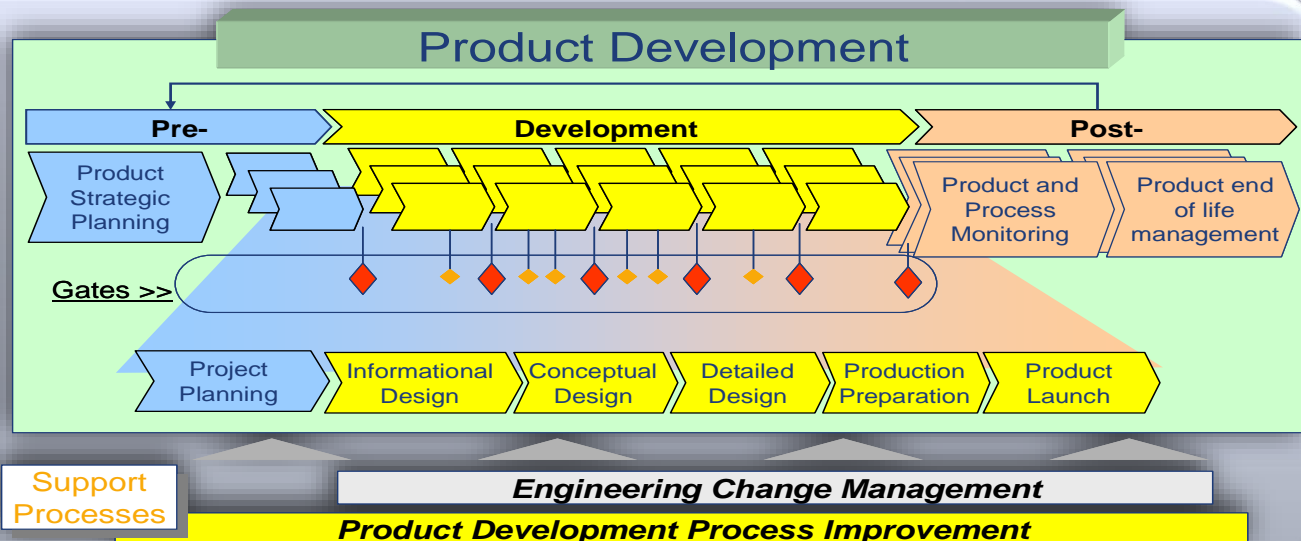 Product Development
Pre-
Development
Post-
Product
Strategic
Planning
Product and
Process
Monitoring
Product end
of life
management
Gates >>
Project
Planning
Informational
Design
Conceptual
Design
Detailed
Design
Production
Preparation
Product
Launch
Support
Processes
Engineering Change Management
Product Development Process Improvement